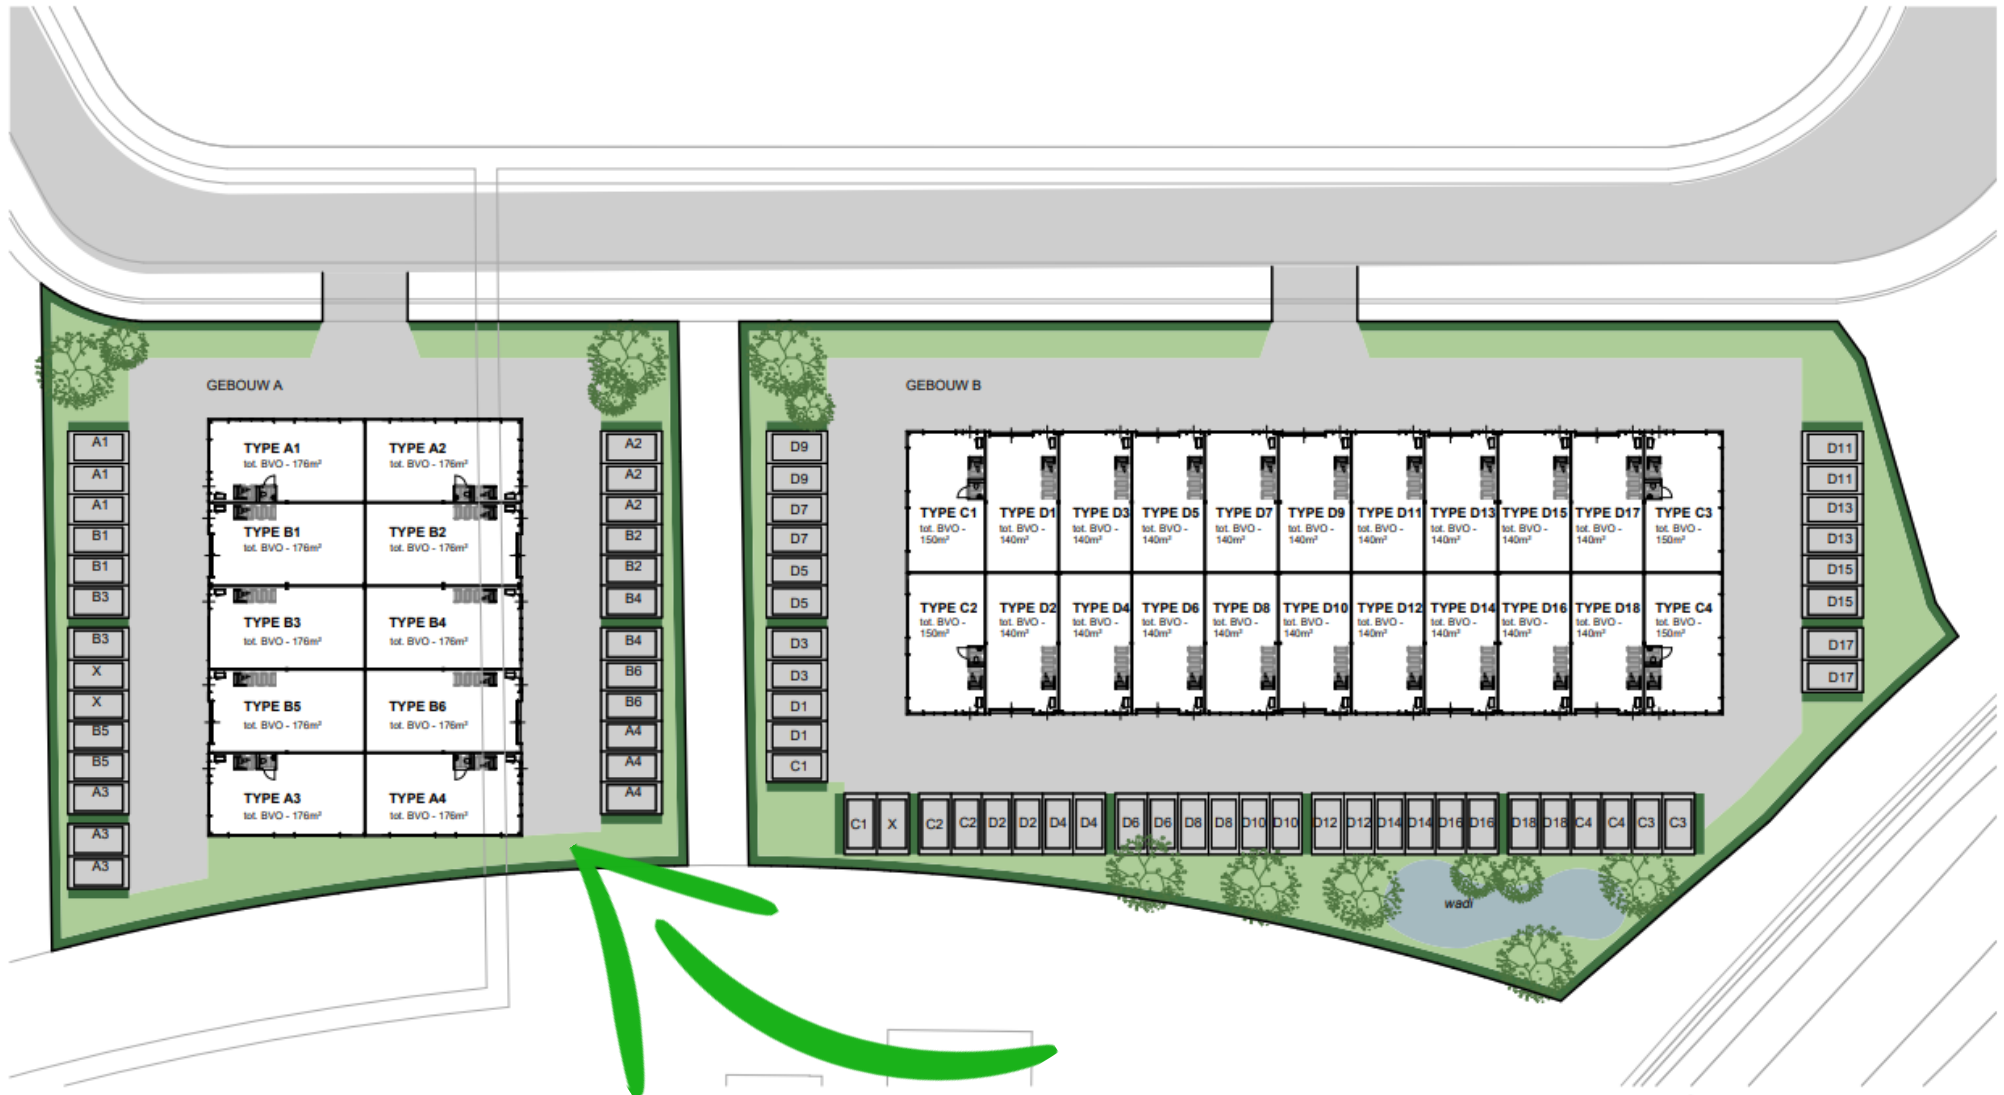 GEBOUW A
GEBOUW B
A1
A1
A1
B1
B1
B3
B3
X
X
B5
B5
A3
A3
A3
TYPE A1
tot. BVO - 176m²
TYPE A2
tot. BVO - 176m²
TYPE B1
tot. BVO - 176m²
TYPE B2
tot. BVO - 176m²
TYPE B3
tot. BVO - 176m²
TYPE B4
tot. BVO - 176m²
TYPE B5
tot. BVO - 176m²
TYPE B6
tot. BVO - 176m²
TYPE A3
tot. BVO - 176m²
TYPE A4
tot. BVO - 176m²
A2
A2
A2
B2
B2
B4
B4
B6
B6
A4
A4
A4
D9
D9
D7
D7
D5
D5
D3
D3
D1
D1
C1
TYPE C1
tot. BVO -
150m²
TYPE D1
tot. BVO -
140m²
TYPE D3
tot. BVO -
140m²
TYPE D5
tot. BVO -
140m²
TYPE D7
tot. BVO -
140m²
TYPE D9
tot. BVO -
140m²
TYPE D11
tot. BVO -
140m²
TYPE D13
tot. BVO -
140m²
TYPE D15
tot. BVO -
140m²
TYPE D17
tot. BVO -
140m²
TYPE C3
tot. BVO -
150m²
TYPE C2
tot. BVO -
150m²
TYPE D2
tot. BVO -
140m²
TYPE D4
tot. BVO -
140m²
TYPE D6
tot. BVO -
140m²
TYPE D8
tot. BVO -
140m²
TYPE D10
tot. BVO -
140m²
TYPE D12
tot. BVO -
140m²
TYPE D14
tot. BVO -
140m²
TYPE D16
tot. BVO -
140m²
TYPE D18
tot. BVO -
140m²
TYPE C4
tot. BVO -
150m²
D11
D11
D13
D13
D15
D15
D17
D17
C1 X C2 C2 D2 D2 D4 D4 D6 D6 D8 D8 D10 D10 D12 D12 D14 D14 D16 D16 D18 D18 C4 C4 C3 C3
wadi